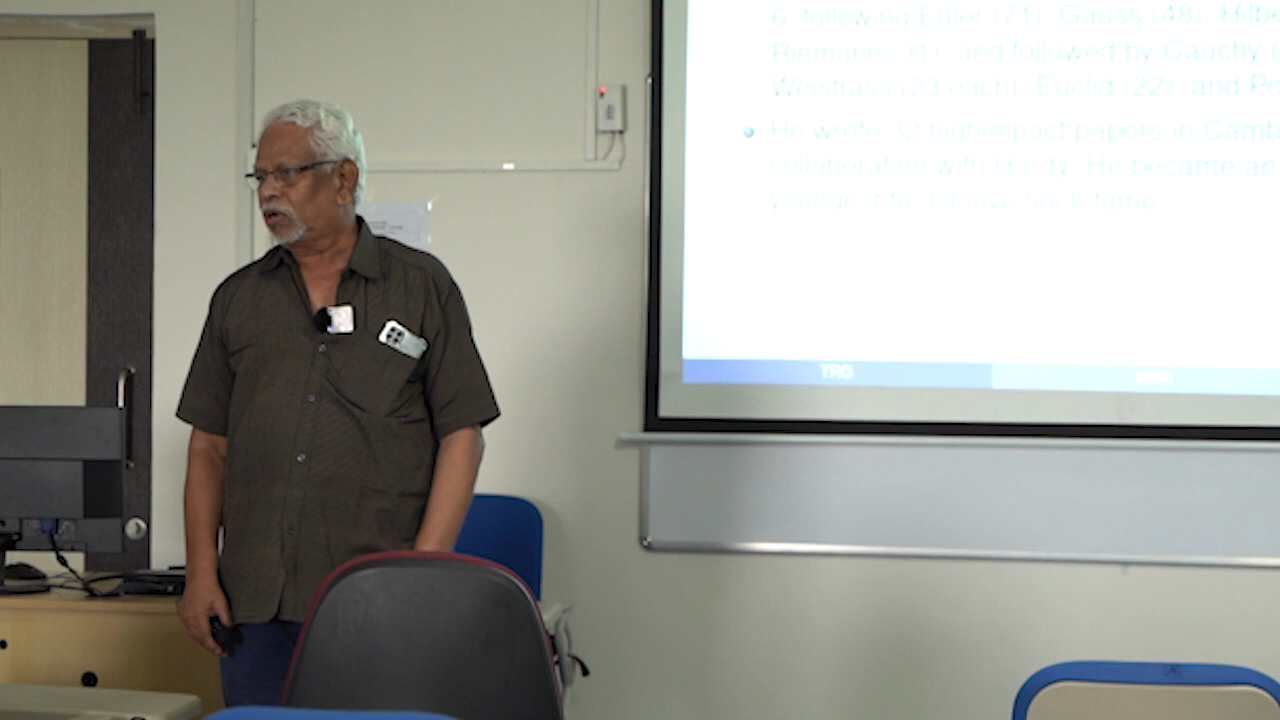 6, following Euler (71), Gauss (48), Hilbe
Riemann (31), and followed by Cauchy (
Weistrass (23 each), Euclid (22), and Po
He wrote highimpact papers in Camb
collaboration with Hardy. He became an
youngest to achieve such fame
TRG